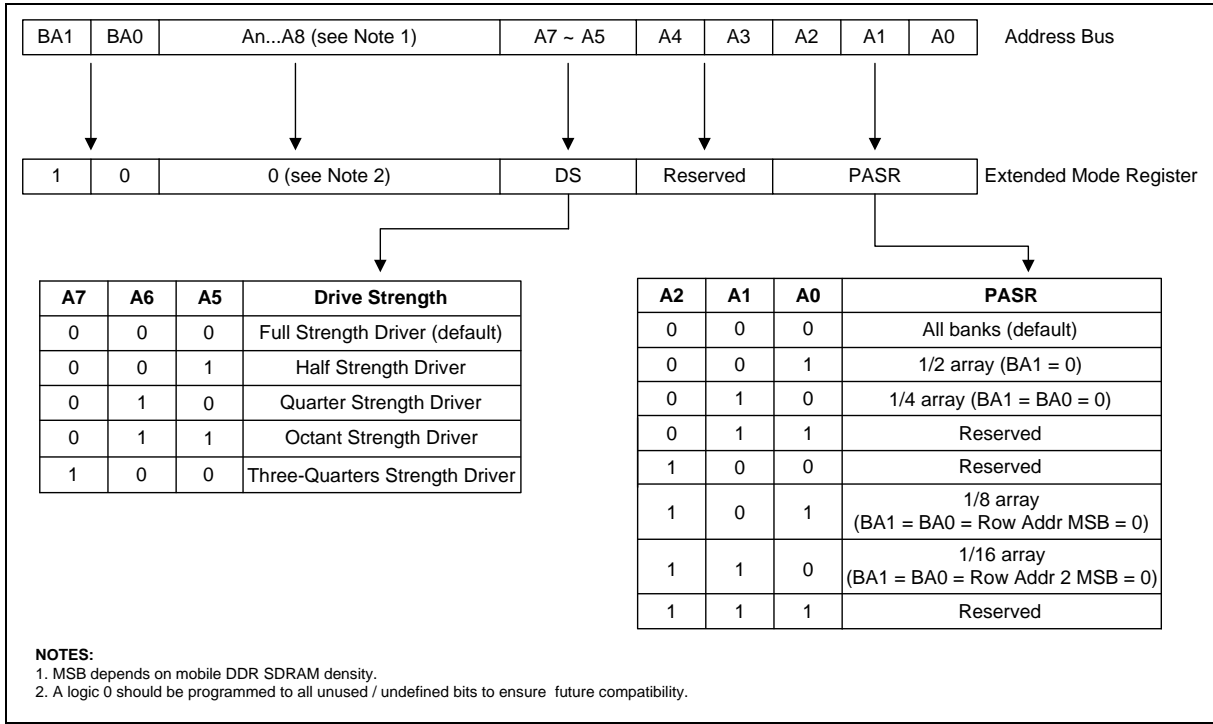 BA1 BA0 An...A8 (see Note 1) A7 ~ A5 A4 A3 A2 A1 A0 Address Bus
1 0 0 (see Note 2) DS Reserved PASR Extended Mode Register
A7 A6 A5 Drive Strength
0 0 0 Full Strength Driver (default)
0 0 1 Half Strength Driver
0 1 0 Quarter Strength Driver
0 1 1 Octant Strength Driver
1 0 0 Three-Quarters Strength Driver
A2 A1 A0 PASR
0 0 0 All banks (default)
0 0 1 1/2 array (BA1 = 0)
0 1 0 1/4 array (BA1 = BA0 = 0)
0 1 1 Reserved
1 0 0 Reserved
1 0 1 1/8 array
(BA1 = BA0 = Row Addr MSB = 0)
1 1 0 1/16 array
(BA1 = BA0 = Row Addr 2 MSB = 0)
1 1 1 Reserved
NOTES:
1. MSB depends on mobile DDR SDRAM density.
2. A logic 0 should be programmed to all unused / undefined bits to ensure future compatibility.